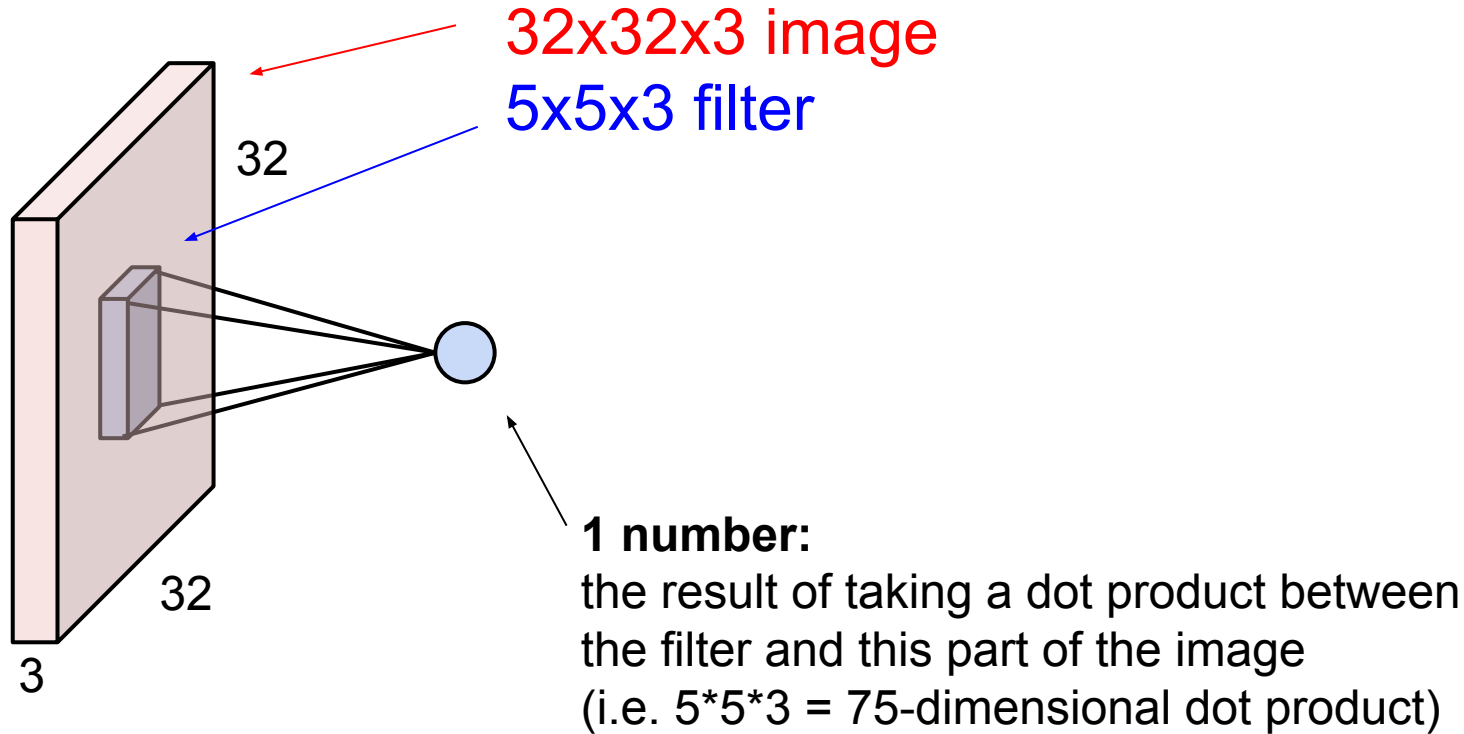 32x32x3 image
5x5x3 filter
32
32
3
1 number:
the result of taking a dot product between
the filter and this part of the image
(i.e. 5*5*3 = 75-dimensional dot product)